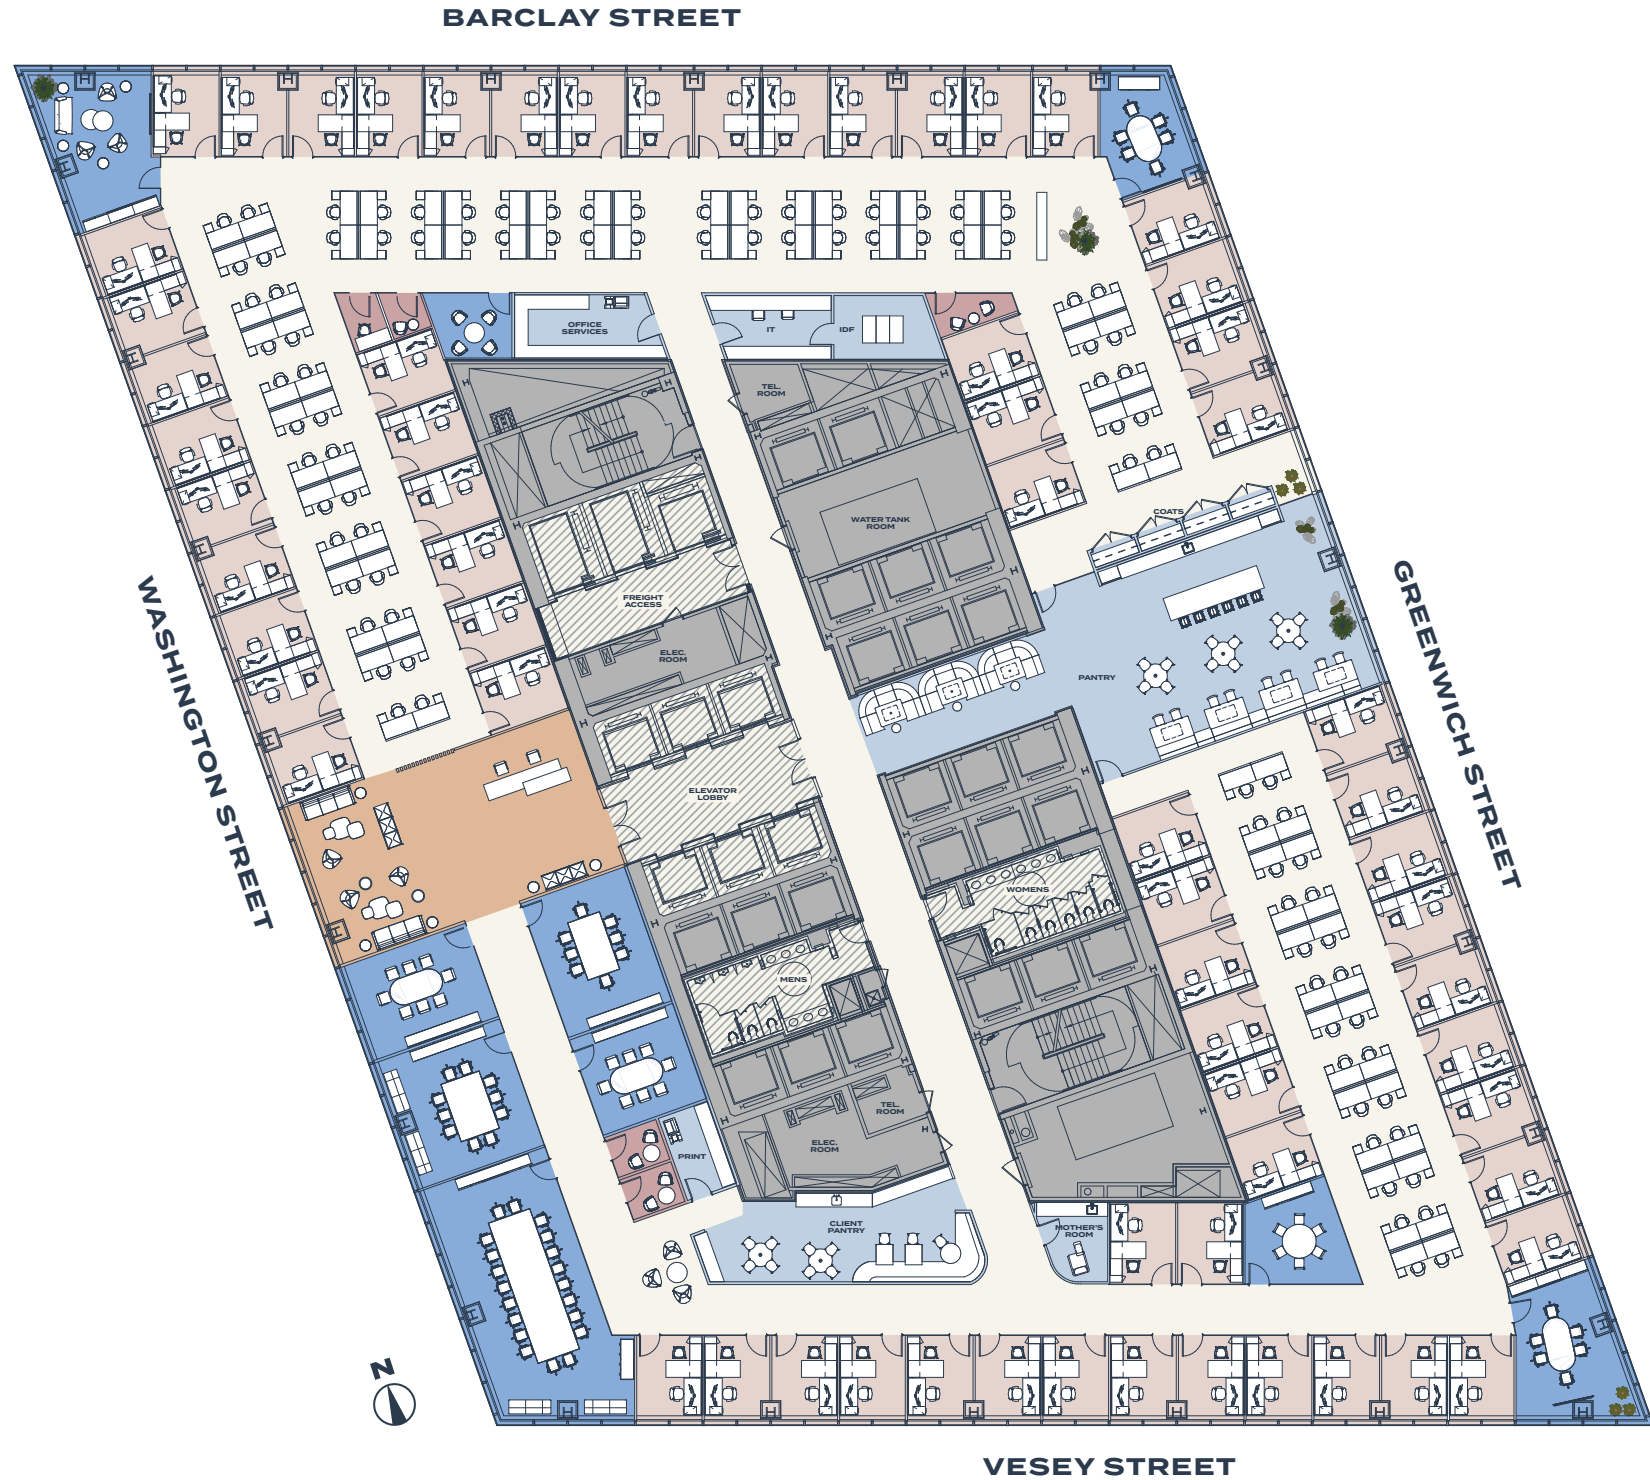 BARCLAY STREET
OFFICE
SERVICES
IT
IDF
TEL.
ROOM
WATER TANK
ROOM
COATS
FREIGHT
ACCESS
ELEC.
ROOM
PANTRY
WASHINGTON STREET
GREENWICH STREET
ELEVATOR
LOBBY
WOMENS
MENS
TEL.
ROOM
ELEC.
ROOM
PRINT
CLIENT
PANTRY
MOTHER'S
ROOM
N
VESEY STREET